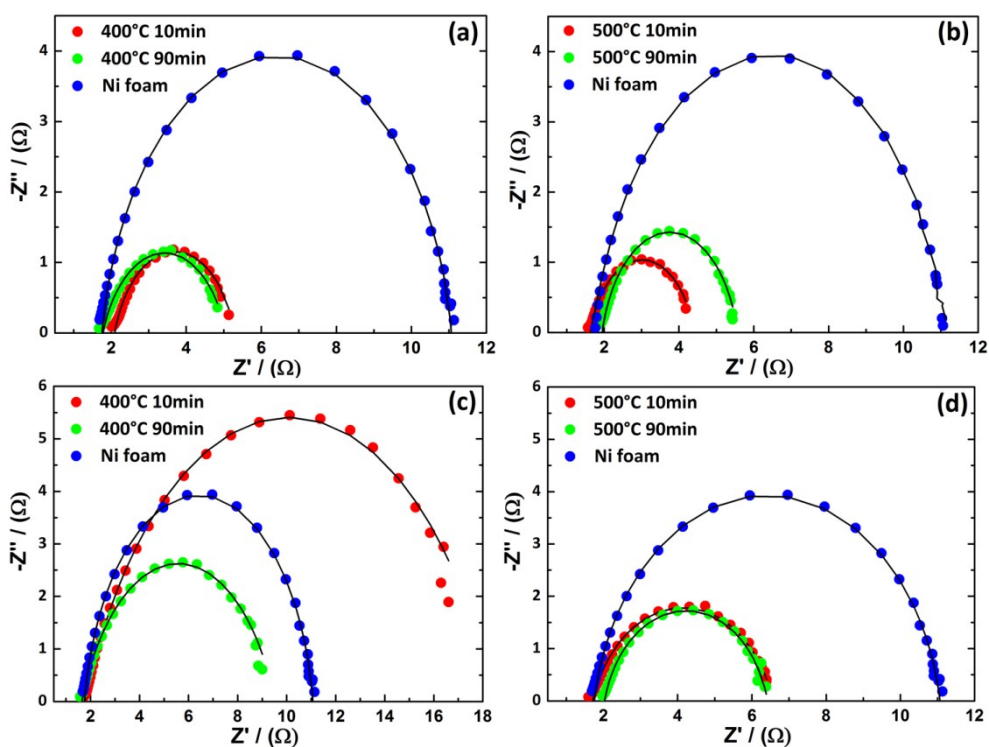 (a)
400°C 10min
400°C 90min
Ni foam
-Z'' / (Ω)
4
3
2
1
0
2 4 6 8 10 12
Z' / (Ω)
(b)
500°C 10min
500°C 90min
Ni foam
-Z'' / (Ω)
4
3
2
1
0
2 4 6 8 10 12
Z' / (Ω)
(c)
400°C 10min
400°C 90min
Ni foam
-Z'' / (Ω)
6
5
4
3
2
1
0
2 4 6 8 10 12 14 16 18
Z' / (Ω)
(d)
500°C 10min
500°C 90min
Ni foam
-Z'' / (Ω)
5
4
3
2
1
0
2 4 6 8 10 12
Z' / (Ω)